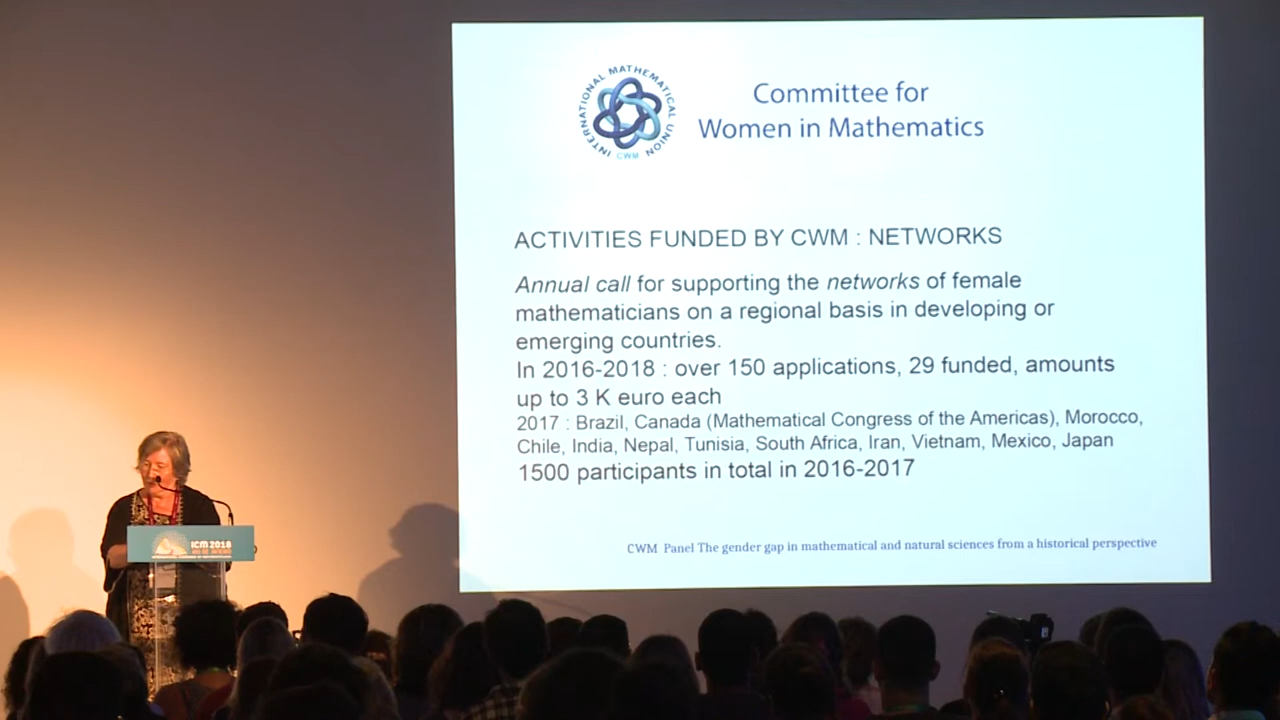 INTERNATIONAL MATHEMATICAL UNION
CWM
Committee for
Women in Mathematics
ACTIVITIES FUNDED BY CWM : NETWORKS
Annual call for supporting the networks of female
mathematicians on a regional basis in developing or
emerging countries.
In 2016-2018 : over 150 applications, 29 funded, amounts
up to 3 K euro each
2017 : Brazil, Canada (Mathematical Congress of the Americas), Morocco,
Chile, India, Nepal, Tunisia, South Africa, Iran, Vietnam, Mexico, Japan
1500 participants in total in 2016-2017
CWM Panel The gender gap in mathematical and natural sciences from a historical perspective
ICM 2018